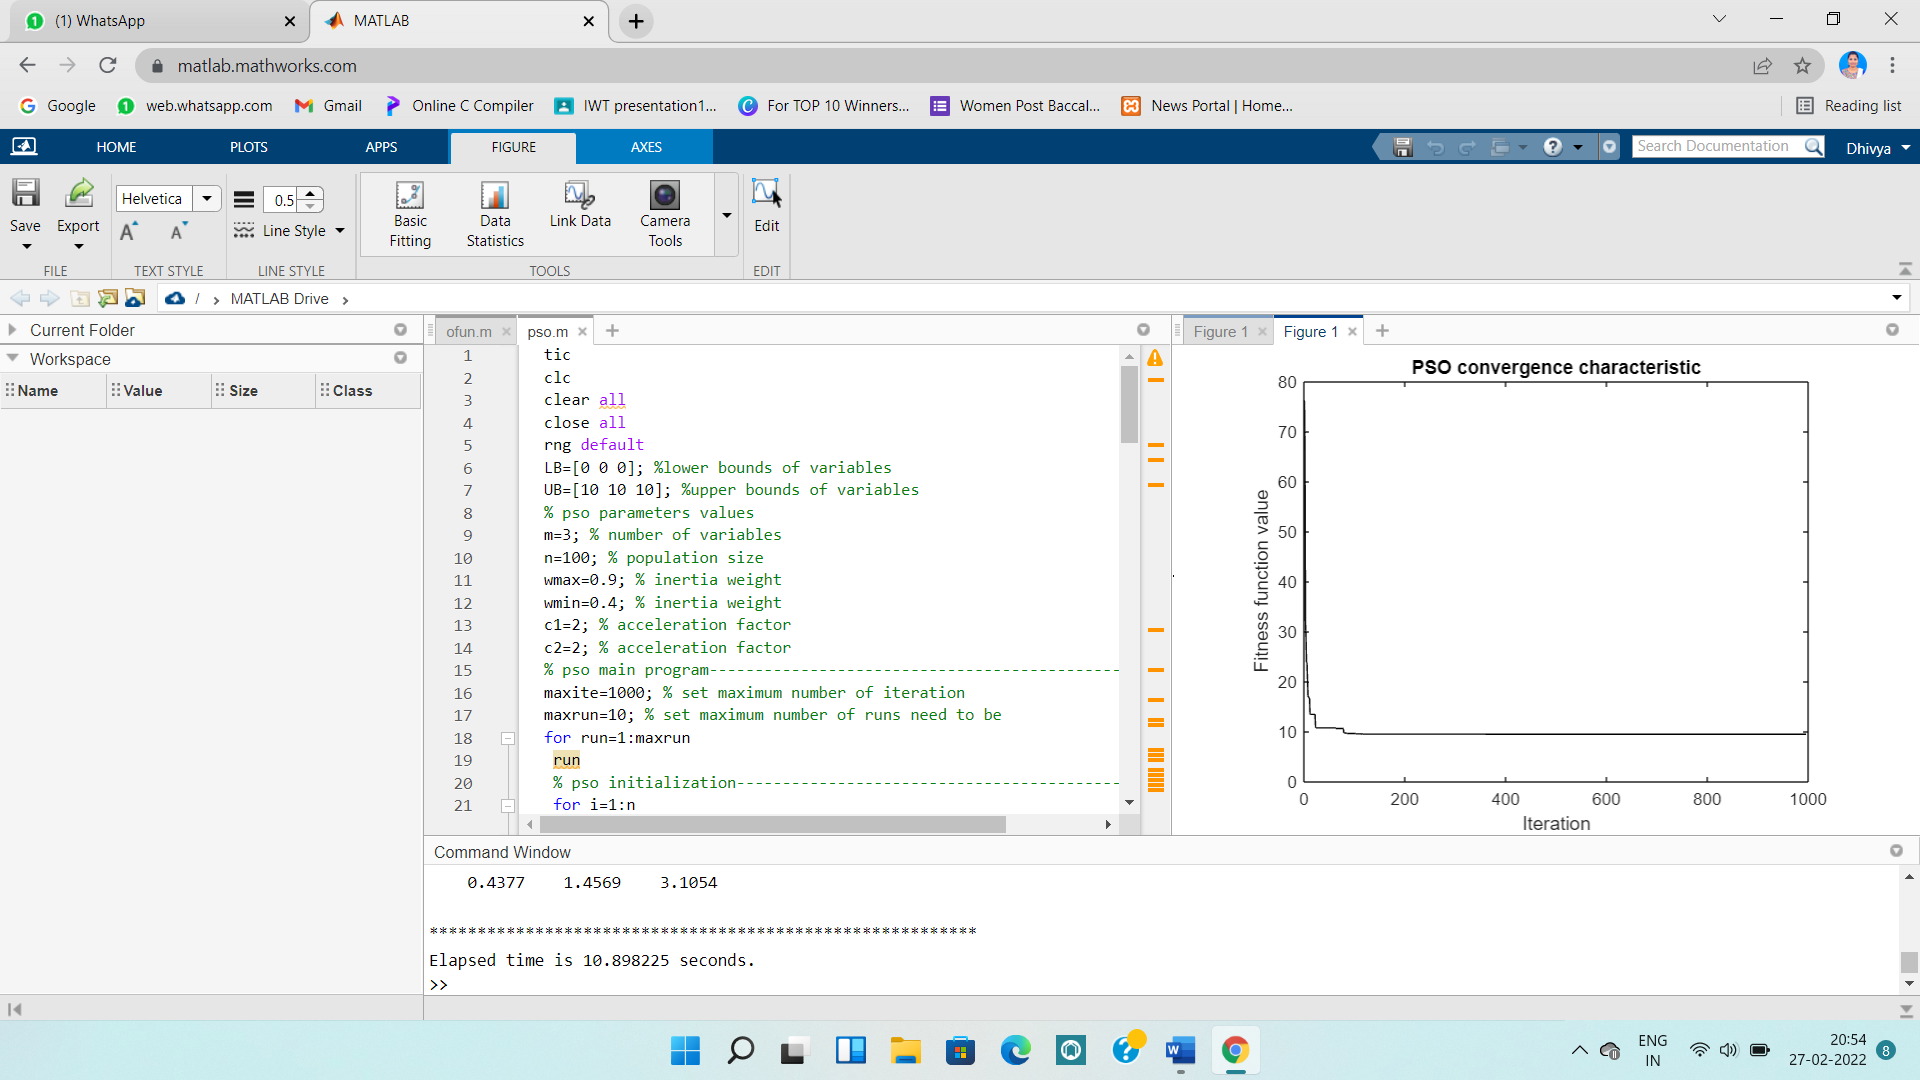 (1) WhatsApp
MATLAB
matlab.mathworks.com
Google
web.whatsapp.com
Gmail
Online C Compiler
IWT presentation1...
For TOP 10 Winners...
Women Post Baccal...
News Portal | Home...
Reading list
HOME
PLOTS
APPS
FIGURE
AXES
Search Documentation
Dhivya
Save
Export
Helvetica
0.5
Line Style
Basic Fitting
Data Statistics
Link Data
Camera Tools
Edit
FILE
TEXT STYLE
LINE STYLE
TOOLS
EDIT
/ > MATLAB Drive >
Current Folder
Workspace
Name
Value
Size
Class
ofun.m
pso.m
1 tic
2 clc
3 clear all
4 close all
5 rng default
6 LB=[0 0 0]; %lower bounds of variables
7 UB=[10 10 10]; %upper bounds of variables
8 % pso parameters values
9 m=3; % number of variables
10 n=100; % population size
11 wmax=0.9; % inertia weight
12 wmin=0.4; % inertia weight
13 c1=2; % acceleration factor
14 c2=2; % acceleration factor
15 % pso main program---------------------------------------------
16 maxite=1000; % set maximum number of iteration
17 maxrun=10; % set maximum number of runs need to be
18 for run=1:maxrun
19 run
20 % pso initialization------------------------------------------
21 for i=1:n
Figure 1
Figure 1
PSO convergence characteristic
80
70
60
50
40
30
20
10
0
Fitness function value
0 200 400 600 800 1000
Iteration
Command Window
0.4377 1.4569 3.1054
*********************************************************
Elapsed time is 10.898225 seconds.
>>
ENG
IN
20:54
27-02-2022
8